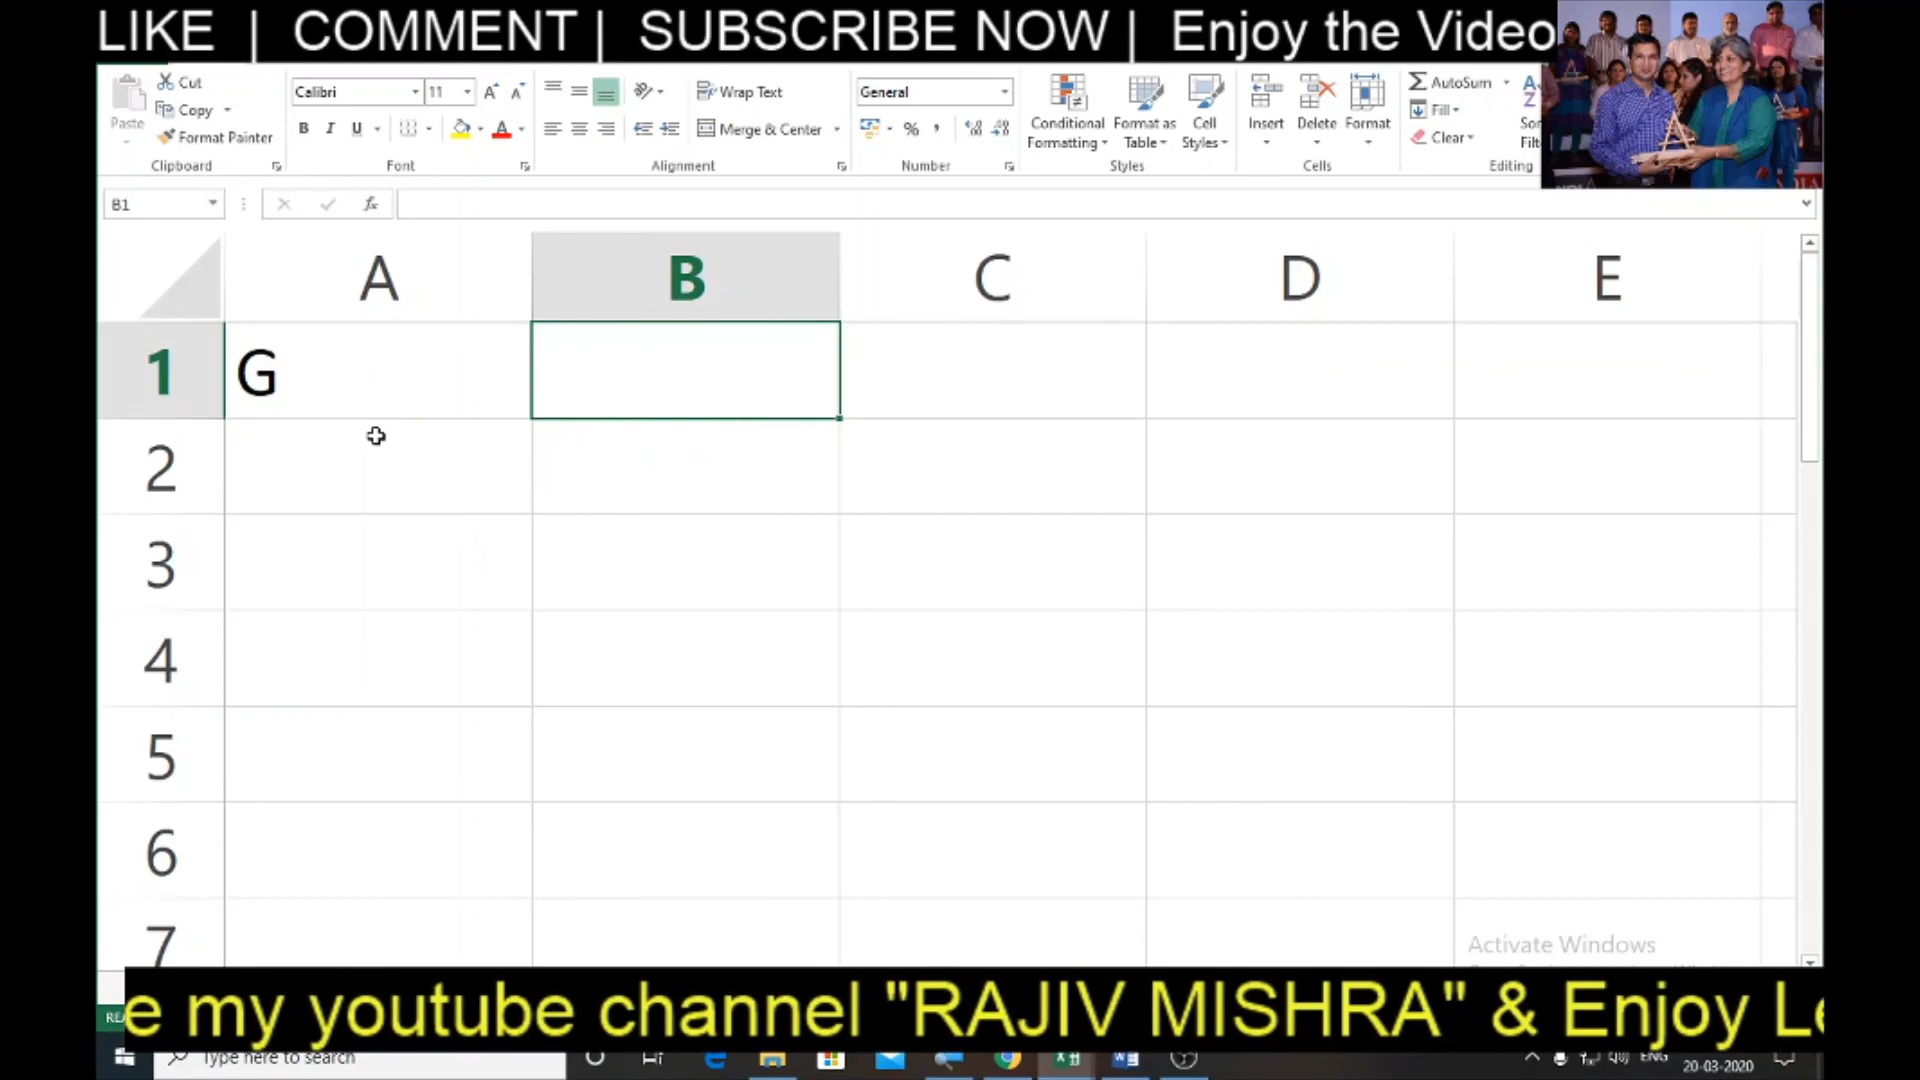 LIKE | COMMENT | SUBSCRIBE NOW | Enjoy the Video
Cut
Copy
Paste
Format Painter
Clipboard
Calibri 11
B I U
Font
Wrap Text
Merge & Center
Alignment
General
%
Number
Conditional Formatting
Format as Table
Cell Styles
Styles
Insert
Delete
Format
Cells
AutoSum
Fill
Clear
Editing
B1
fx
A B C D E
1 G
2
3
4
5
6
7
Activate Windows
e my youtube channel "RAJIV MISHRA" & Enjoy Le
Type here to search
ENG
20-03-2020